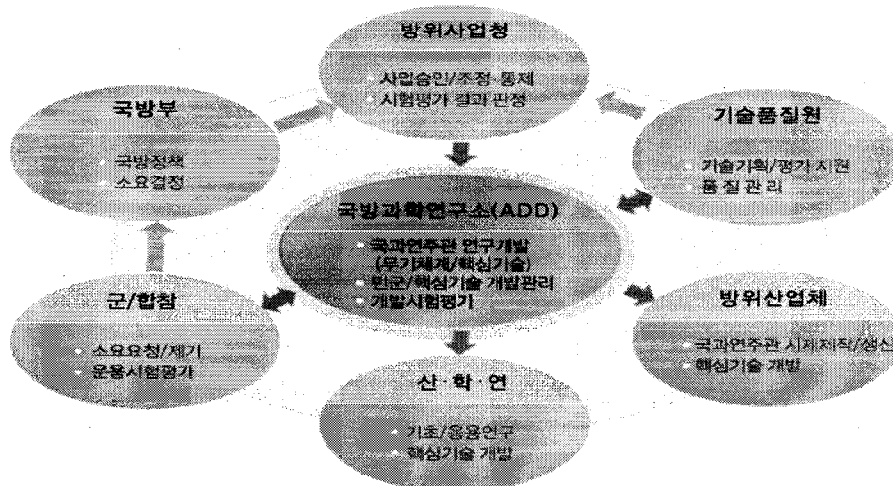 방위사업청
• 사업승인/조정·통제
• 시험평가 결과 판정
국방부
• 국방정책
• 소요결정
기술품질원
• 기술기획/평가 지원
• 품질관리
국방과학연구소(ADD)
• 국과연주관 연구개발
(무기체계/핵심기술)
• 민군/핵심기술 개발관리
• 개발시험평가
군/합참
• 소요요청/제기
• 운용시험평가
방위산업체
• 국과연주관 시제제작/생산
• 핵심기술 개발
산·학·연
• 기초/응용연구
• 핵심기술 개발